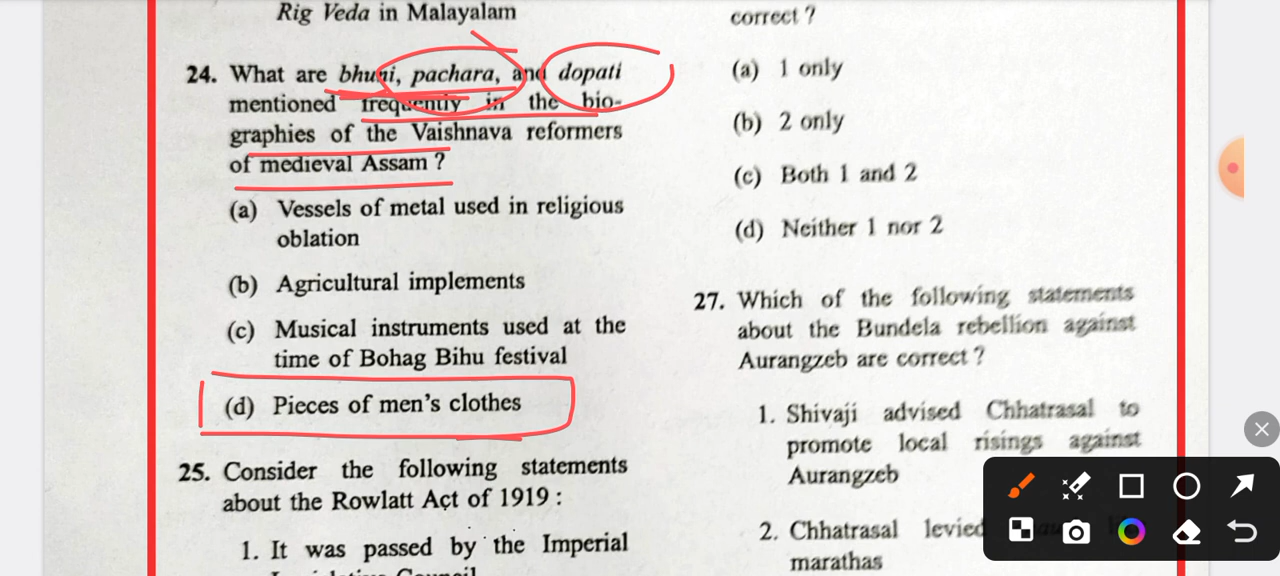 Rig Veda in Malayalam
24. What are bhuni, pachara, and dopati
mentioned frequently in the bio-
graphies of the Vaishnava reformers
of medieval Assam ?
(a) Vessels of metal used in religious
oblation
(b) Agricultural implements
(c) Musical instruments used at the
time of Bohag Bihu festival
(d) Pieces of men's clothes
25. Consider the following statements
about the Rowlatt Act of 1919 :
1. It was passed by the Imperial
correct ?
(a) 1 only
(b) 2 only
(c) Both 1 and 2
(d) Neither 1 nor 2
27. Which of the following statements
about the Bundela rebellion against
Aurangzeb are correct ?
1. Shivaji advised Chhatrasal to
promote local risings against
Aurangzeb
2. Chhatrasal levied
marathas